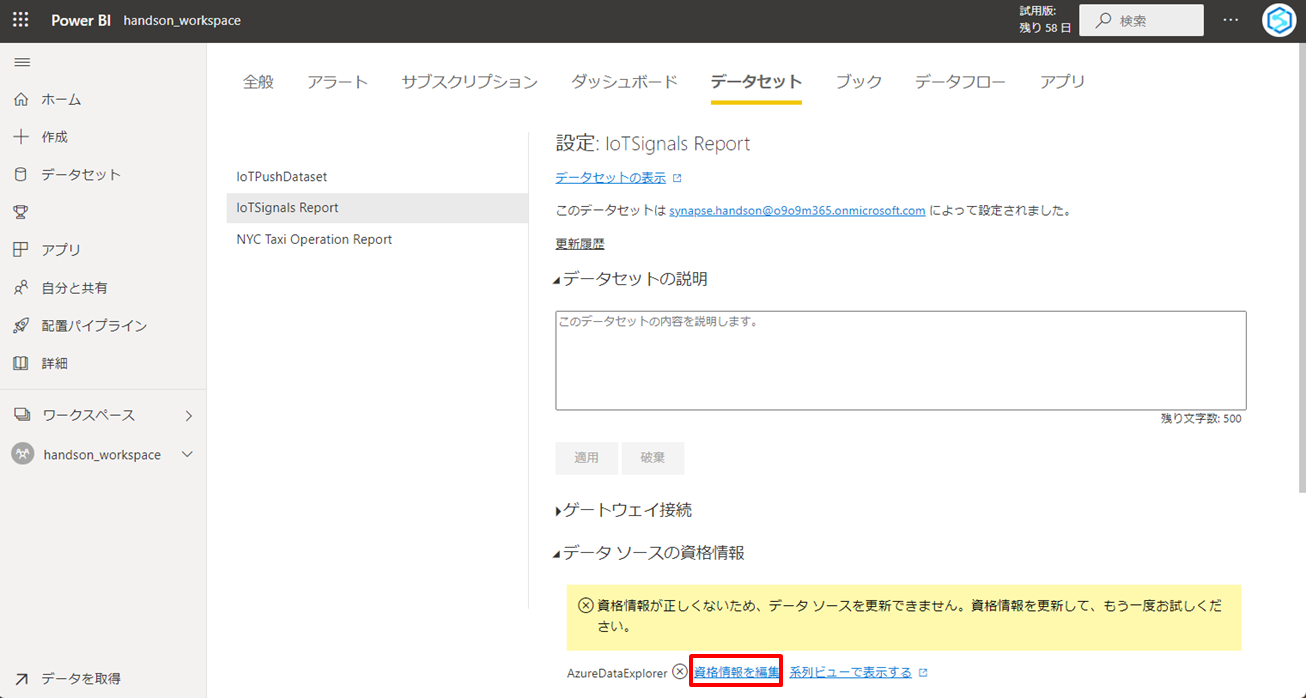 Power BI handson_workspace
試用版:
残り 58 日
検索
ホーム
作成
データセット
アプリ
自分と共有
配置パイプライン
詳細
ワークスペース
handson_workspace
データを取得
全般 アラート サブスクリプション ダッシュボード データセット ブック データフロー アプリ
IoTPushDataset
IoTSignals Report
NYC Taxi Operation Report
設定: IoTSignals Report
データセットの表示
このデータセットは synapse.handson@o9o9m365.onmicrosoft.com によって設定されました。
更新履歴
データセットの説明
このデータセットの内容を説明します。
残り文字数: 500
適用 破棄
ゲートウェイ接続
データ ソースの資格情報
資格情報が正しくないため、データ ソースを更新できません。資格情報を更新して、もう一度お試しくだ
さい。
AzureDataExplorer 資格情報を編集 系列ビューで表示する